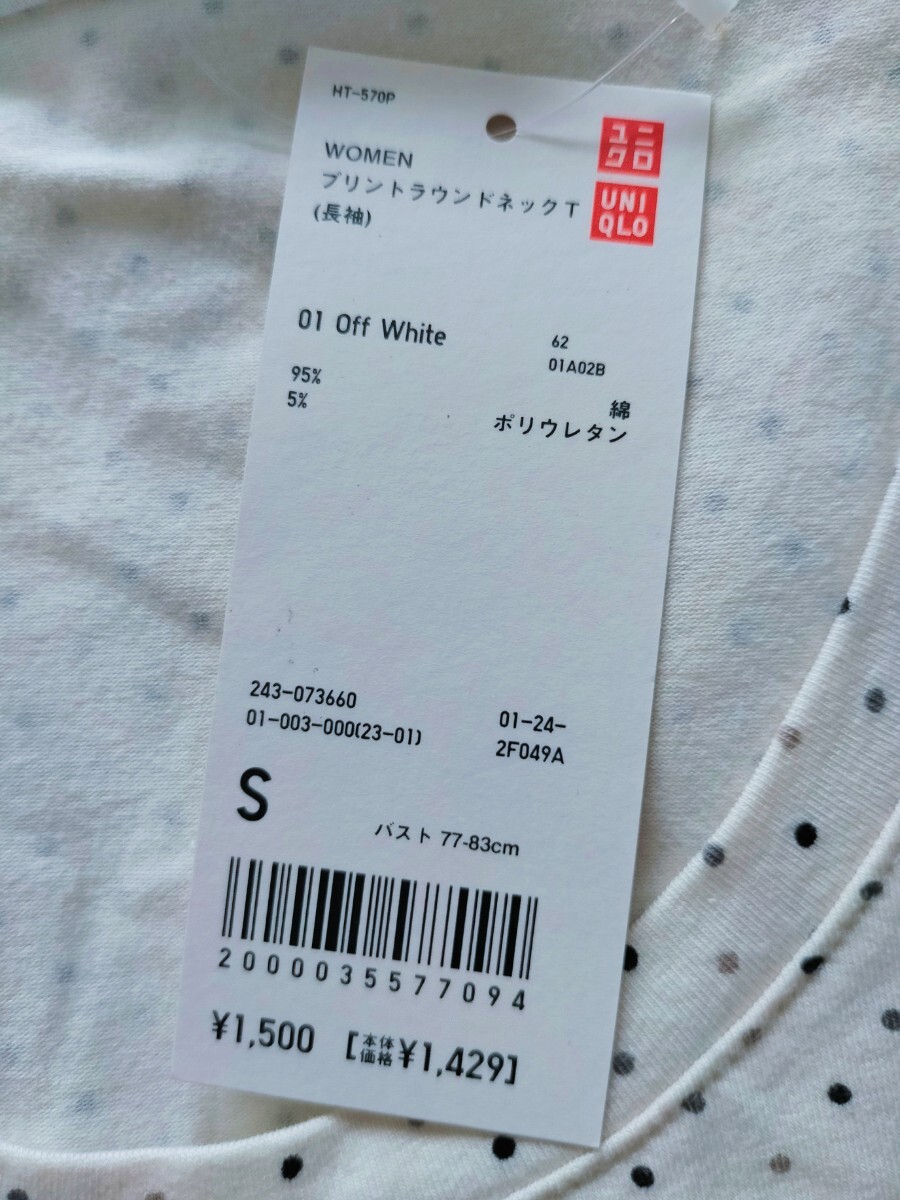 HT-570P
ユニ
クロ
UNI
QLO
WOMEN
プリントラウンドネックT
(長袖)
01 Off White
62
01A02B
95% 綿
5% ポリウレタン
243-073660
01-003-000(23-01)
01-24-
2F049A
S
バスト 77-83cm
2000035577094
¥1,500 [本体価格¥1,429]